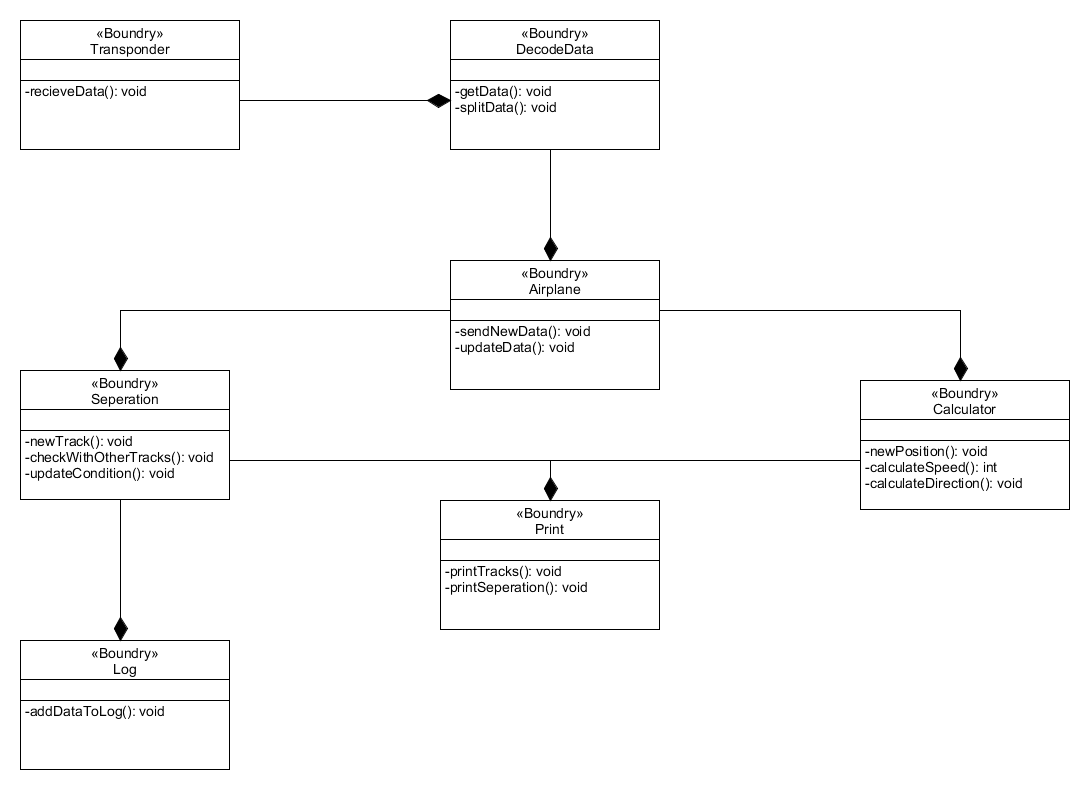 «Boundry»
Transponder
-recieveData(): void
«Boundry»
DecodeData
-getData(): void
-splitData(): void
«Boundry»
Airplane
-sendNewData(): void
-updateData(): void
«Boundry»
Seperation
-newTrack(): void
-checkWithOtherTracks(): void
-updateCondition(): void
«Boundry»
Calculator
-newPosition(): void
-calculateSpeed(): int
-calculateDirection(): void
«Boundry»
Print
-printTracks(): void
-printSeperation(): void
«Boundry»
Log
-addDataToLog(): void